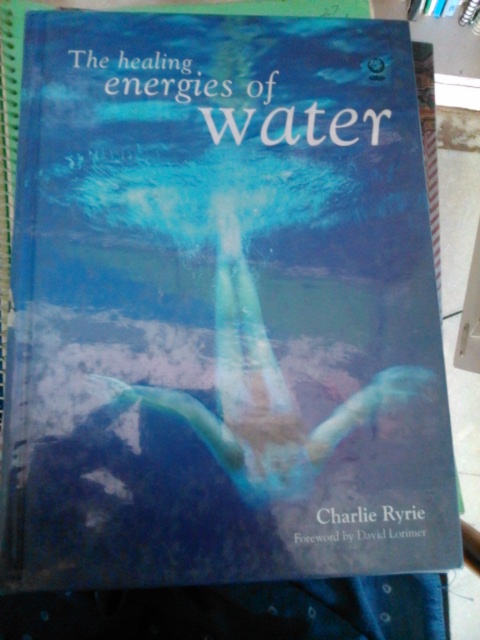 The healing
energies of
water
Charlie Ryrie
Foreword by David Lorimer